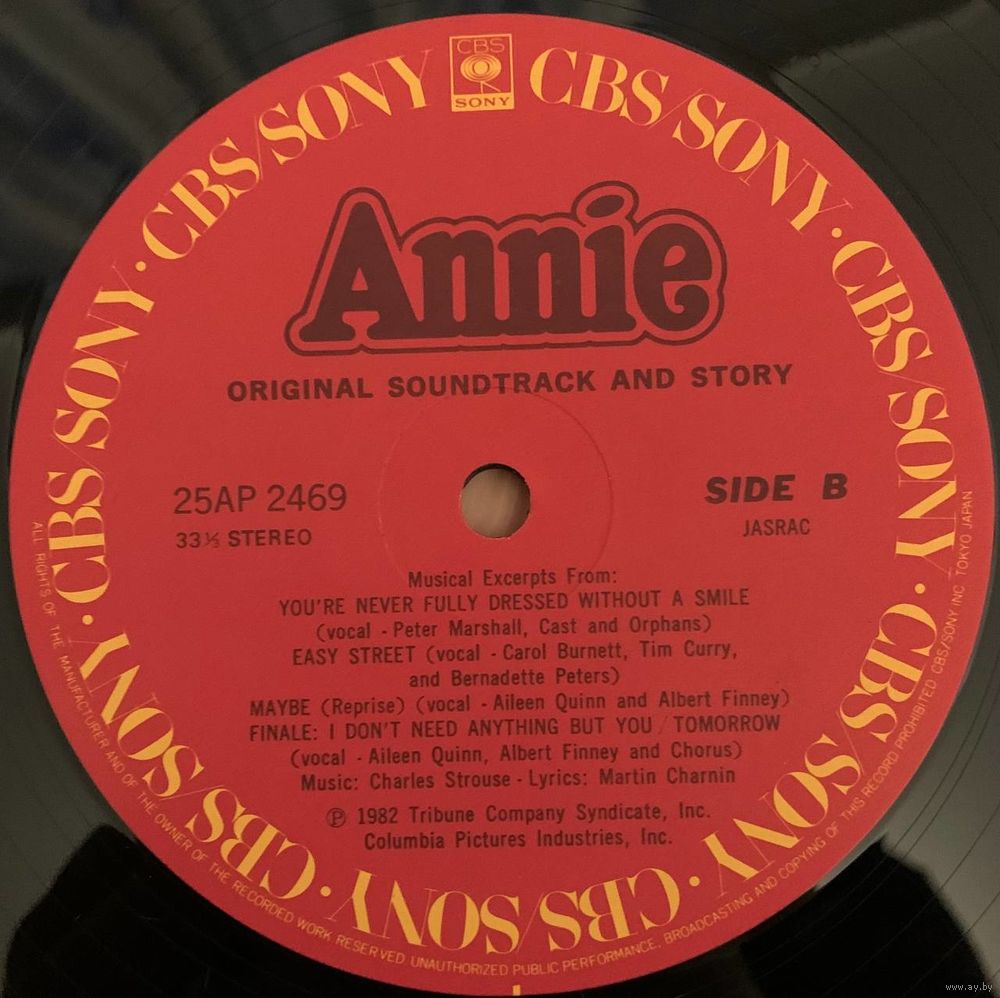 CBS
SONY
CBS/SONY · CBS/SONY · CBS/SONY · CBS/SONY · CBS/SONY · CBS/SONY · CBS/SONY · CBS/SONY · CBS/SONY · CBS/SONY
Annie
ORIGINAL SOUNDTRACK AND STORY
25AP 2469
SIDE B
33⅓ STEREO
JASRAC
Musical Excerpts From:
YOU'RE NEVER FULLY DRESSED WITHOUT A SMILE
(vocal - Peter Marshall, Cast and Orphans)
EASY STREET (vocal - Carol Burnett, Tim Curry,
and Bernadette Peters)
MAYBE (Reprise) (vocal - Aileen Quinn and Albert Finney)
FINALE: I DON'T NEED ANYTHING BUT YOU / TOMORROW
(vocal - Aileen Quinn, Albert Finney and Chorus)
Music: Charles Strouse - Lyrics: Martin Charnin
℗ 1982 Tribune Company Syndicate, Inc.
Columbia Pictures Industries, Inc.
ALL RIGHTS OF THE MANUFACTURER AND OF THE OWNER OF THE RECORDED WORK RESERVED UNAUTHORIZED PUBLIC PERFORMANCE, BROADCASTING AND COPYING OF THIS RECORD PROHIBITED CBS/SONY INC TOKYO JAPAN
www.ay.by